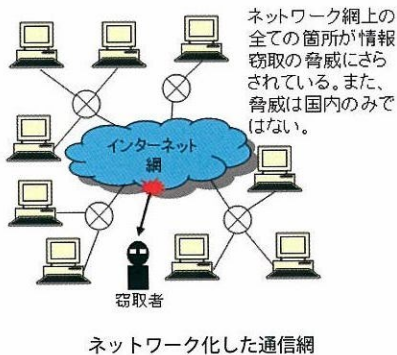 ネットワーク網上の
全ての箇所が情報
窃取の脅威にさら
されている。また、
脅威は国内のみで
はない。
インターネット
網
窃取者
ネットワーク化した通信網